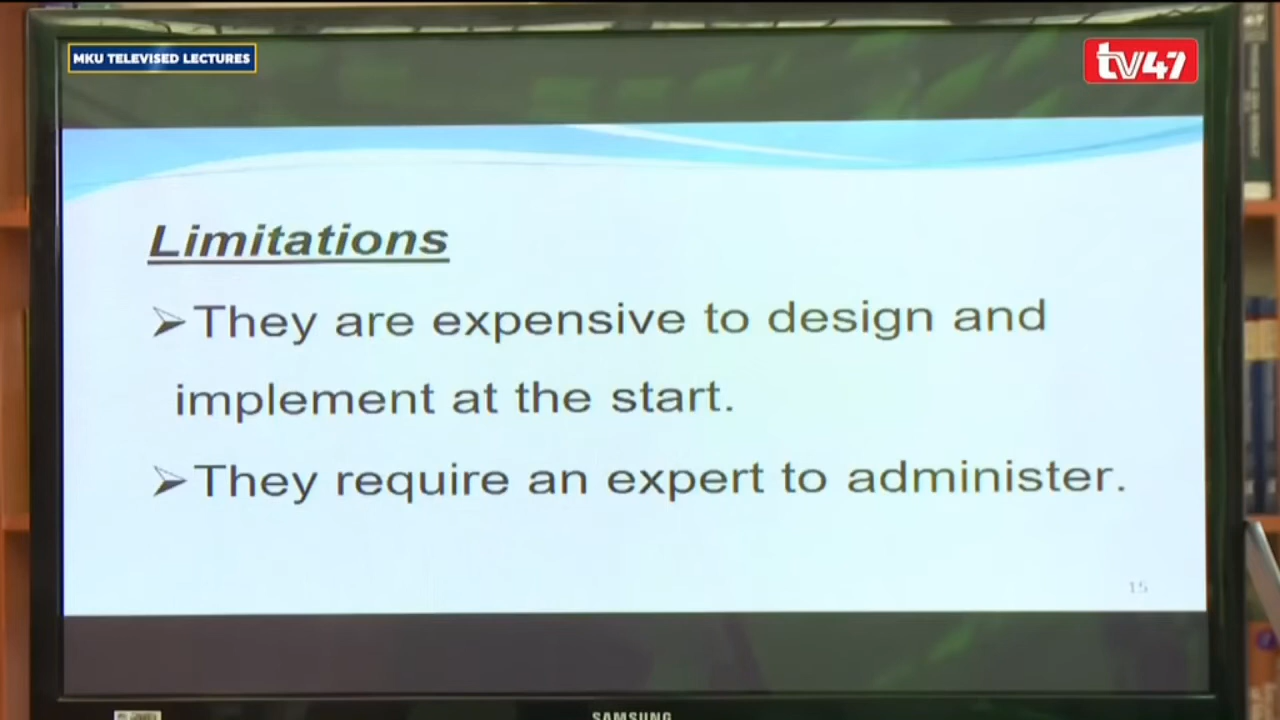 MKU TELEVISED LECTURES
tv47
Limitations
➢They are expensive to design and
implement at the start.
➢They require an expert to administer.
15
SAMSUNG